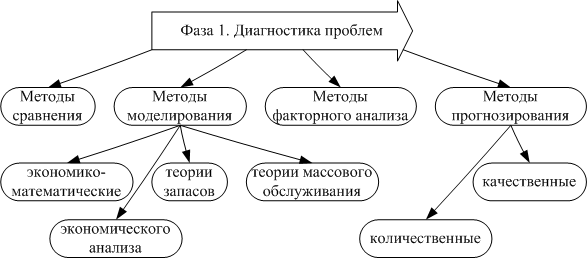 Фаза 1. Диагностика проблем
Методы
сравнения
Методы
моделирования
Методы
факторного анализа
Методы
прогнозирования
экономико-
математические
теории
запасов
теории массового
обслуживания
качественные
экономического
анализа
количественные